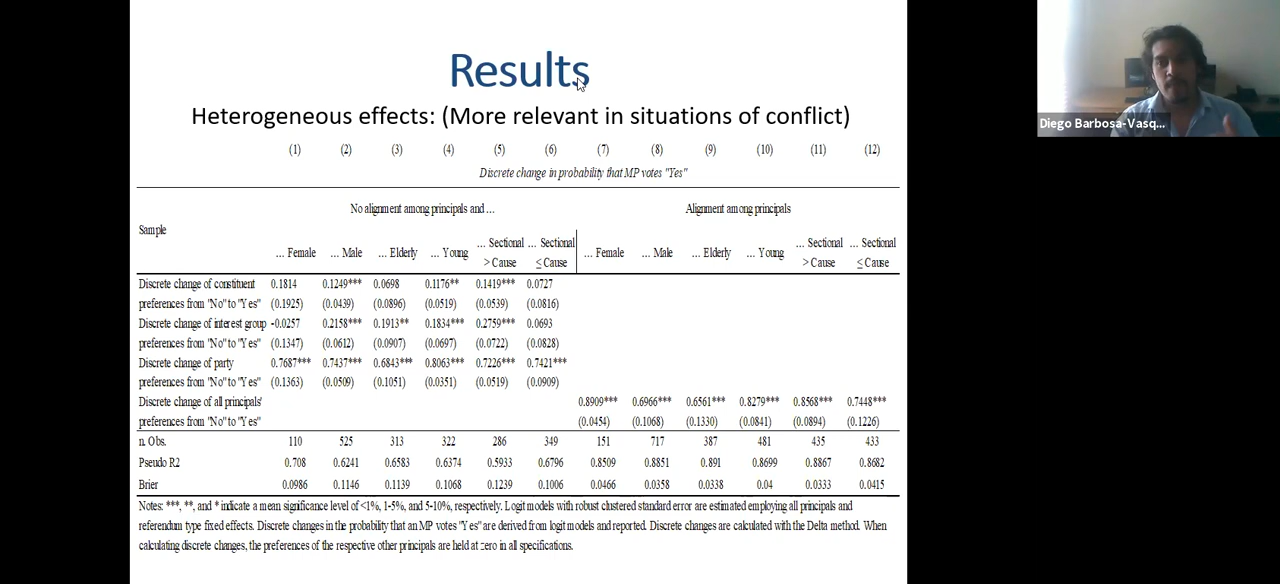 Results
Heterogeneous effects: (More relevant in situations of conflict)
(1) (2) (3) (4) (5) (6) (7) (8) (9) (10) (11) (12)
Discrete change in probability that MP votes "Yes"
No alignment among principals and ... Alignment among principals
Sample
... Female ... Male ... Elderly ... Young ... Sectional > Cause ... Sectional ≤ Cause ... Female ... Male ... Elderly ... Young ... Sectional > Cause ... Sectional ≤ Cause
Discrete change of constituent 0.1814 0.1249*** 0.0698 0.1176** 0.1419*** 0.0727
preferences from "No" to "Yes" (0.1925) (0.0439) (0.0896) (0.0519) (0.0539) (0.0816)
Discrete change of interest group -0.0257 0.2158*** 0.1913** 0.1834*** 0.2759*** 0.0693
preferences from "No" to "Yes" (0.1347) (0.0612) (0.0907) (0.0697) (0.0722) (0.0828)
Discrete change of party 0.7687*** 0.7437*** 0.6843*** 0.8063*** 0.7226*** 0.7421***
preferences from "No" to "Yes" (0.1363) (0.0509) (0.1051) (0.0351) (0.0519) (0.0909)
Discrete change of all principals' 0.8909*** 0.6966*** 0.6561*** 0.8279*** 0.8568*** 0.7448***
preferences from "No" to "Yes" (0.0454) (0.1068) (0.1330) (0.0841) (0.0894) (0.1226)
n. Obs. 110 525 313 322 286 349 151 717 387 481 435 433
Pseudo R2 0.708 0.6241 0.6583 0.6374 0.5933 0.6796 0.8509 0.8851 0.891 0.8699 0.8867 0.8682
Brier 0.0986 0.1146 0.1139 0.1068 0.1239 0.1006 0.0466 0.0358 0.0338 0.04 0.0333 0.0415
Notes: ***, **, and * indicate a mean significance level of <1%, 1-5%, and 5-10%, respectively. Logit models with robust clustered standard error are estimated employing all principals and
referendum type fixed effects. Discrete changes in the probability that an MP votes "Yes" are derived from logit models and reported. Discrete changes are calculated with the Delta method. When
calculating discrete changes, the preferences of the respective other principals are held at zero in all specifications.
Diego Barbosa-Vasq...